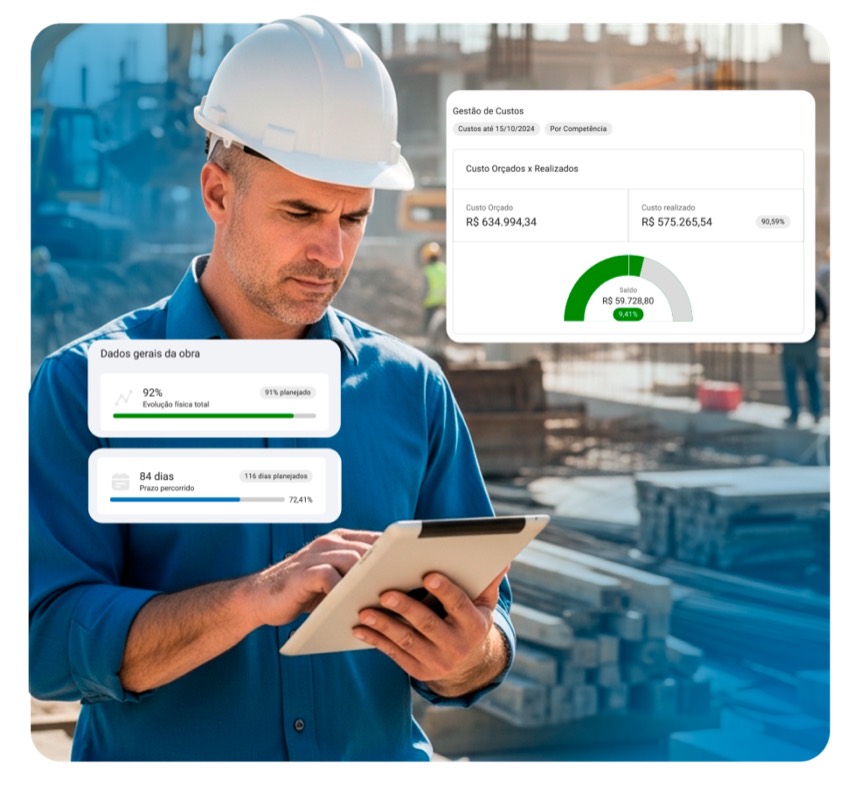 Gestão de Custos
Custos até 15/10/2024 Por Competência
Custo Orçados x Realizados
Custo Orçado
R$ 634.994,34
Custo realizado
R$ 575.265,54 90,59%
Saldo
R$ 59.728,80
9,41%
Dados gerais da obra
92% 91% planejado
Evolução física total
84 dias 116 dias planejados
Prazo percorrido
72,41%